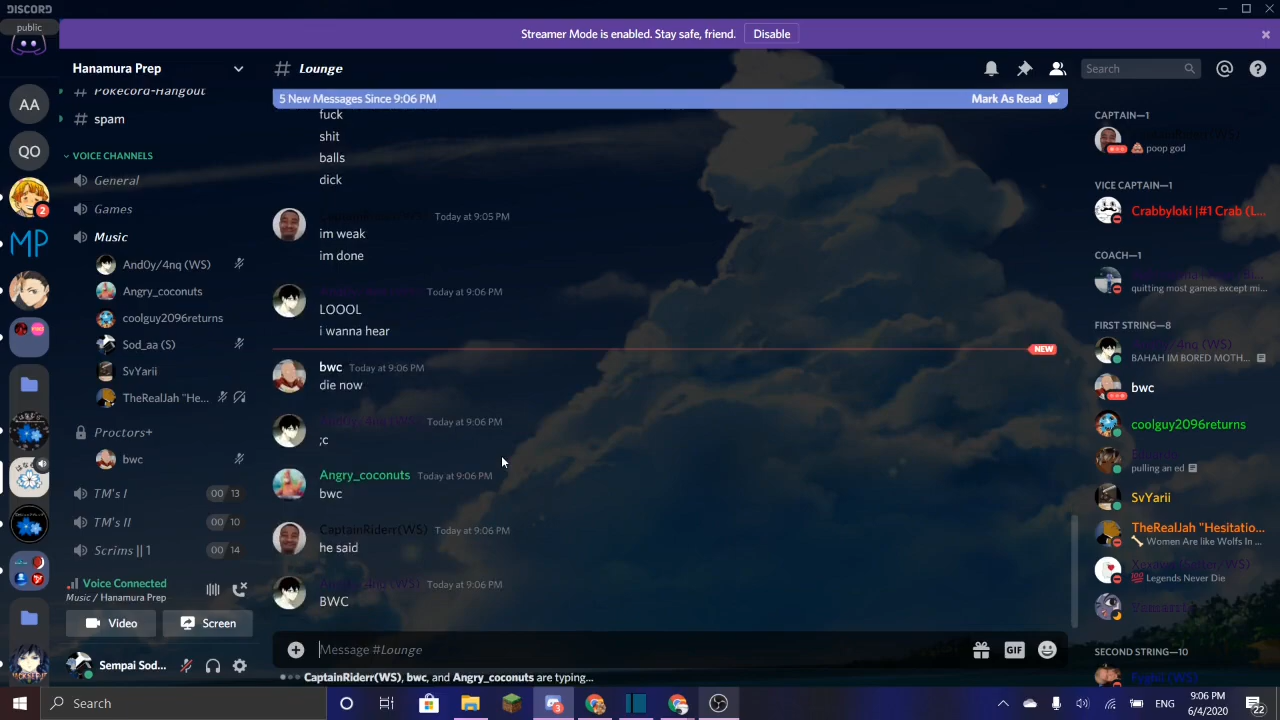 DISCORD
public
Streamer Mode is enabled. Stay safe, friend. Disable
Hanamura Prep
Lounge
Search
5 New Messages Since 9:06 PM Mark As Read
Pokecord-Hangout
spam
VOICE CHANNELS
General
Games
Music
And0y/4nq (WS)
Angry_coconuts
coolguy2096returns
Sod_aa (S)
SvYarii
TheRealJah "He...
Proctors+
bwc
TM's I 00 13
TM's II 00 10
Scrims || 1 00 14
Voice Connected
Music / Hanamura Prep
Video Screen
Sempai Sod...
AA
QO
2
MP
fuck
shit
balls
dick
Today at 9:05 PM
im weak
im done
Today at 9:06 PM
LOOOL
i wanna hear
NEW
bwc Today at 9:06 PM
die now
And0y/4nq (WS) Today at 9:06 PM
;c
Angry_coconuts Today at 9:06 PM
bwc
CaptainRiderr(WS) Today at 9:06 PM
he said
Today at 9:06 PM
BWC
Message #Lounge
GIF
CaptainRiderr(WS), bwc, and Angry_coconuts are typing...
CAPTAIN—1
poop god
VICE CAPTAIN—1
Crabbyloki |#1 Crab (L...
COACH—1
quitting most games except mi...
FIRST STRING—8
BAHAH IM BORED MOTH...
bwc
coolguy2096returns
pulling an ed
SvYarii
TheRealJah "Hesitatio...
Women Are like Wolfs In ...
Legends Never Die
SECOND STRING—10
Search
3
9:06 PM
6/4/2020
22